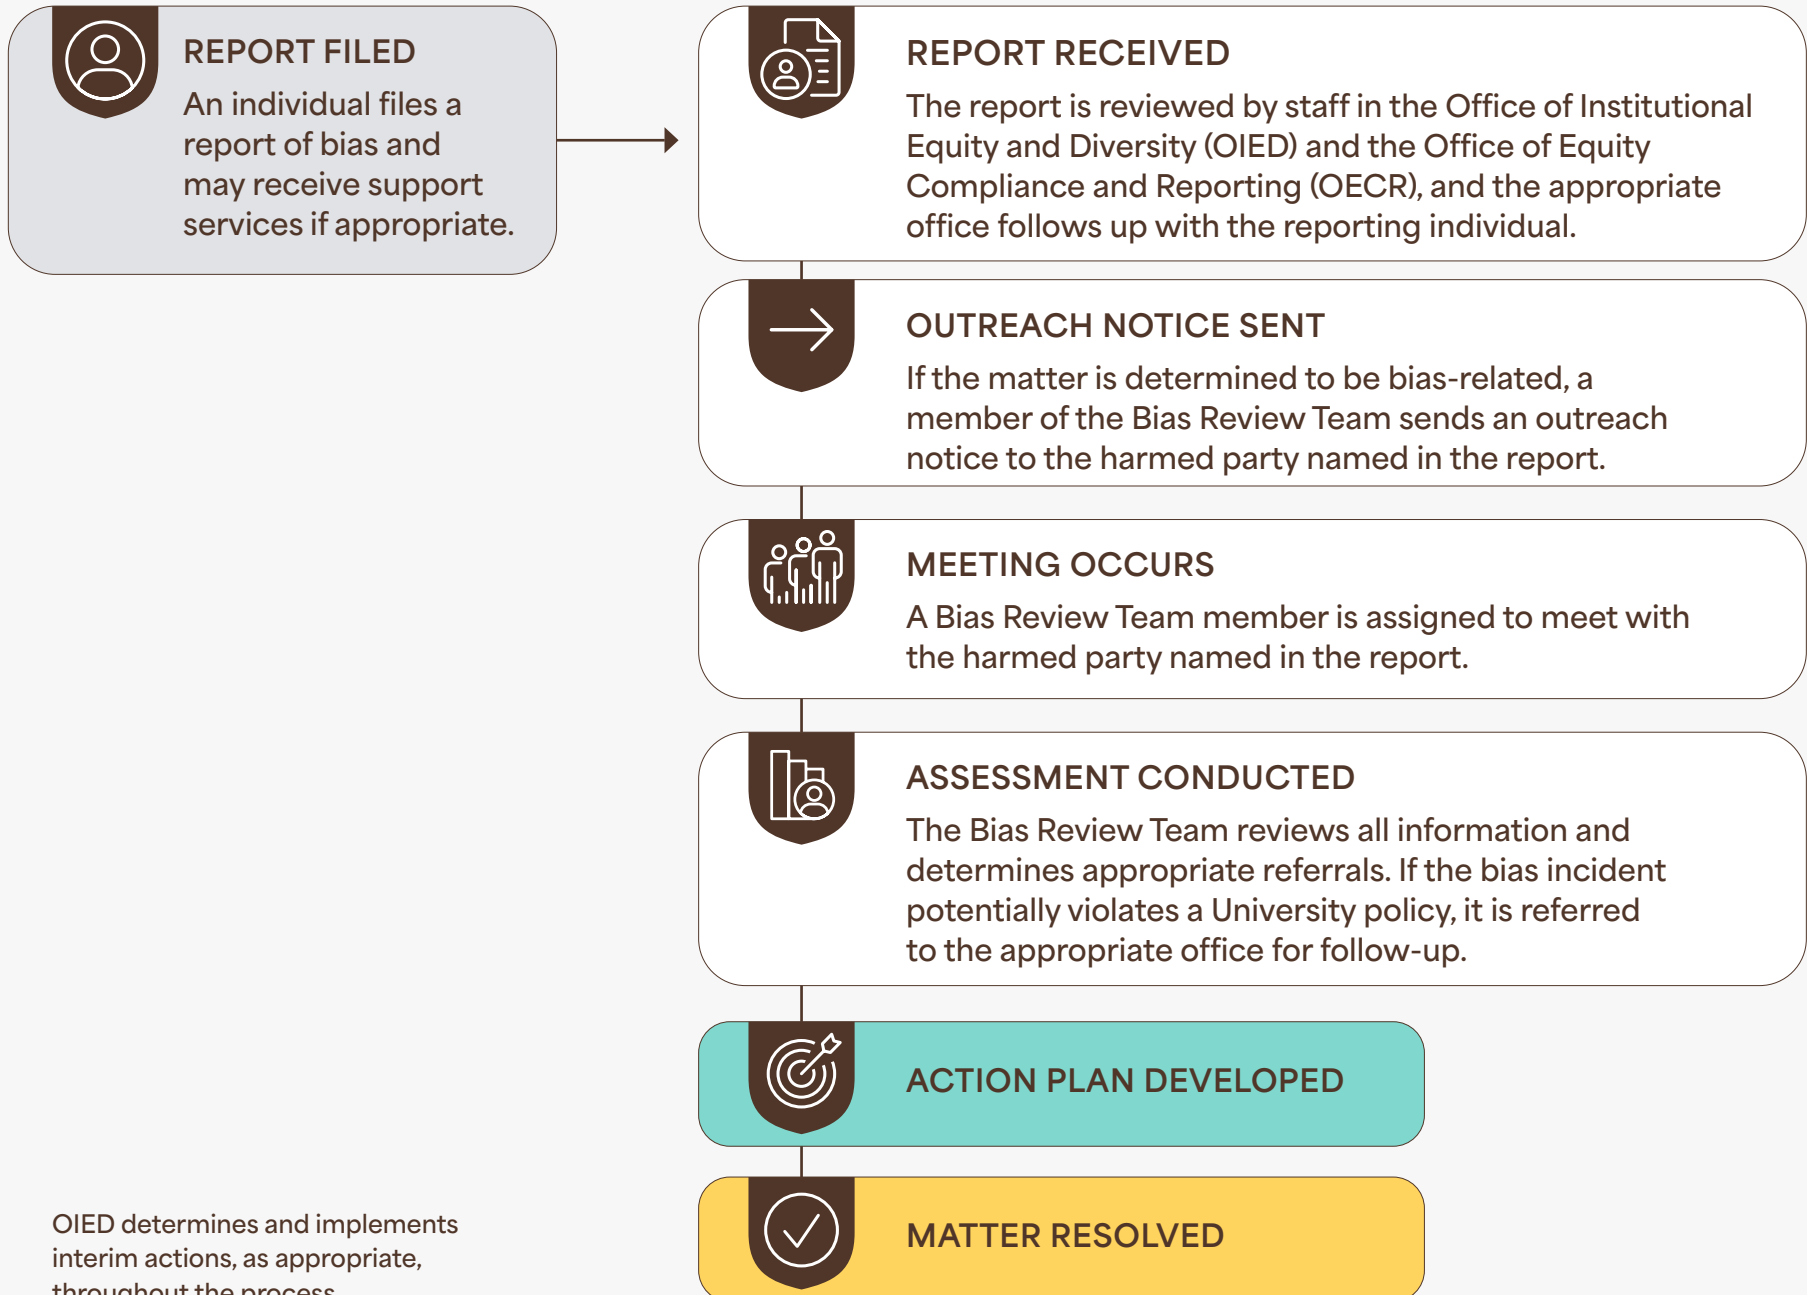 REPORT FILED
An individual files a
report of bias and
may receive support
services if appropriate.
REPORT RECEIVED
The report is reviewed by staff in the Office of Institutional
Equity and Diversity (OIED) and the Office of Equity
Compliance and Reporting (OECR), and the appropriate
office follows up with the reporting individual.
OUTREACH NOTICE SENT
If the matter is determined to be bias-related, a
member of the Bias Review Team sends an outreach
notice to the harmed party named in the report.
MEETING OCCURS
A Bias Review Team member is assigned to meet with
the harmed party named in the report.
ASSESSMENT CONDUCTED
The Bias Review Team reviews all information and
determines appropriate referrals. If the bias incident
potentially violates a University policy, it is referred
to the appropriate office for follow-up.
ACTION PLAN DEVELOPED
MATTER RESOLVED
OIED determines and implements
interim actions, as appropriate,
throughout the process